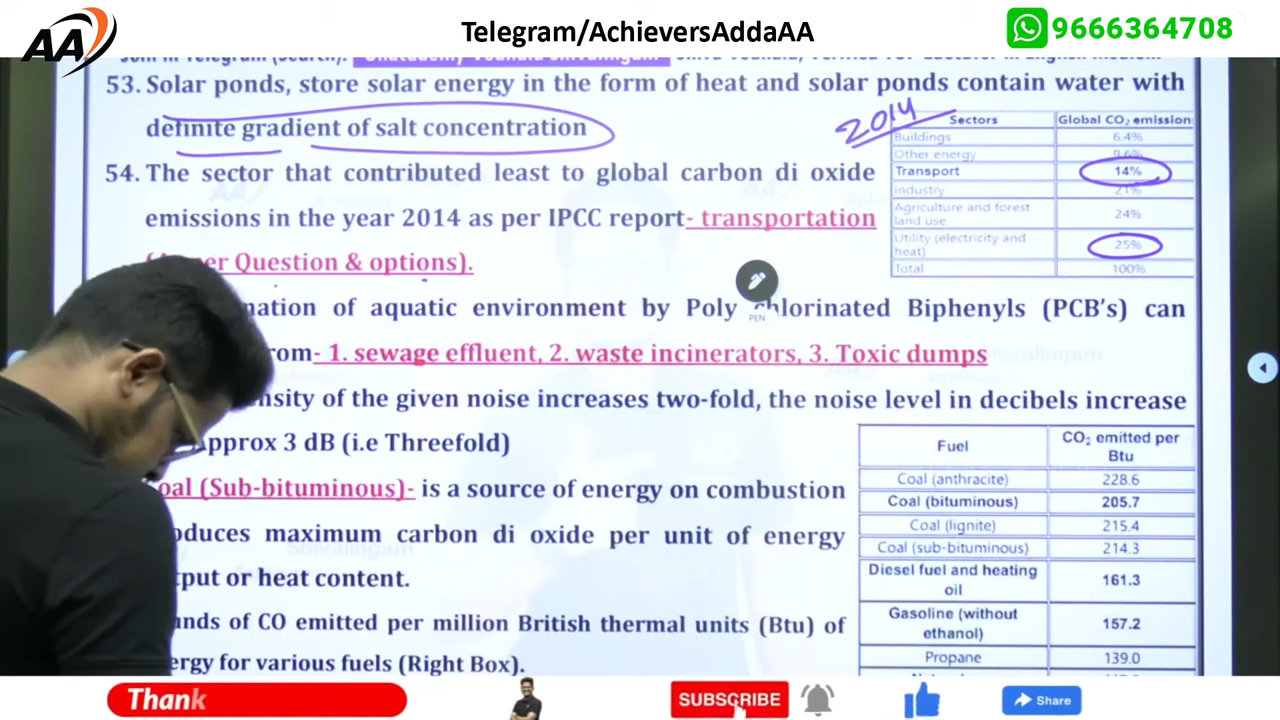 AA
Telegram/AchieversAddaAA
9666364708
53. Solar ponds, store solar energy in the form of heat and solar ponds contain water with
definite gradient of salt concentration
2014
Sectors Global CO₂ emission
Buildings 6.4%
Other energy 9.6%
Transport 14%
Industry 21%
Agriculture and forest land use 24%
Utility (electricity and heat) 25%
Total 100%
54. The sector that contributed least to global carbon di oxide
emissions in the year 2014 as per IPCC report- transportation
Question & options).
of aquatic environment by Poly chlorinated Biphenyls (PCB's) can
PEN
- 1. sewage effluent, 2. waste incinerators, 3. Toxic dumps
of the given noise increases two-fold, the noise level in decibels increase
Approx 3 dB (i.e Threefold)
(Sub-bituminous)- is a source of energy on combustion
maximum carbon di oxide per unit of energy
or heat content.
of CO emitted per million British thermal units (Btu) of
for various fuels (Right Box).
Fuel CO₂ emitted per Btu
Coal (anthracite) 228.6
Coal (bituminous) 205.7
Coal (lignite) 215.4
Coal (sub-bituminous) 214.3
Diesel fuel and heating oil 161.3
Gasoline (without ethanol) 157.2
Propane 139.0
Thank
SUBSCRIBE
Share